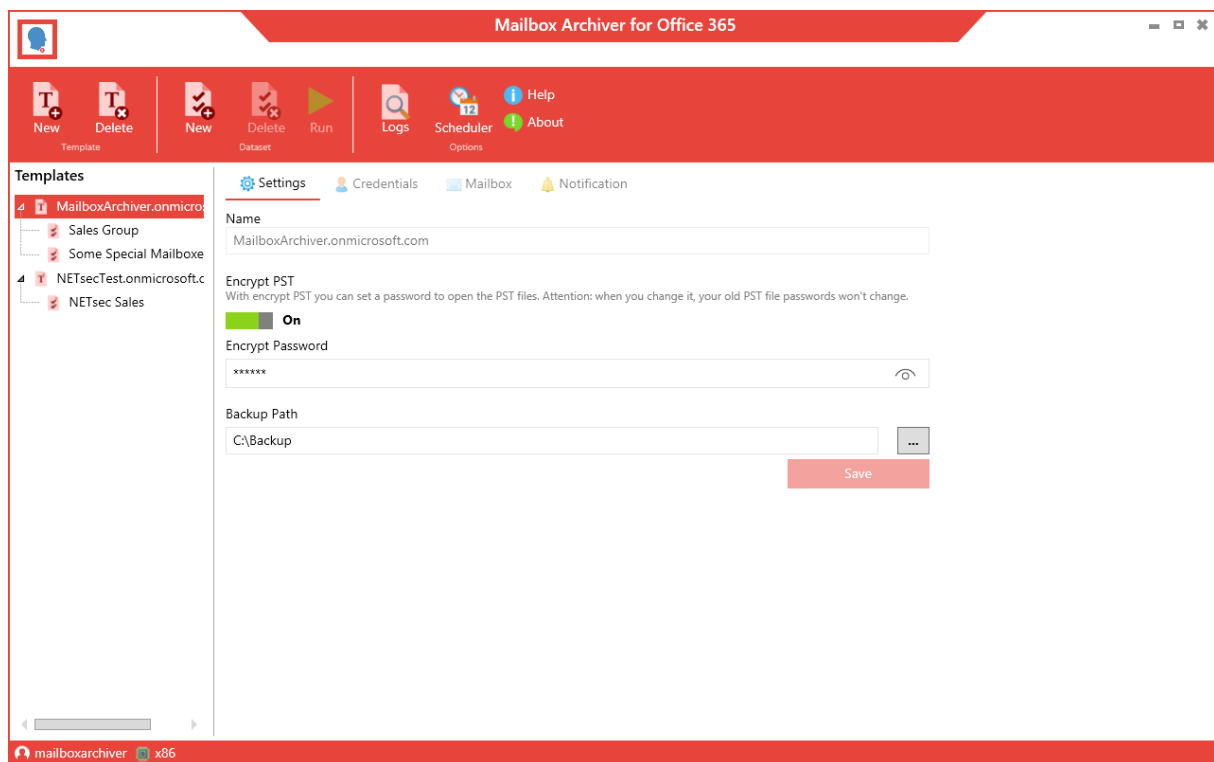 Mailbox Archiver for Office 365
New Delete New Delete Run Logs Scheduler Help
About
Template Dataset Options
Templates
MailboxArchiver.onmicros
Sales Group
Some Special Mailboxe
NETsecTest.onmicrosoft.c
NETsec Sales
Settings Credentials Mailbox Notification
Name
MailboxArchiver.onmicrosoft.com
Encrypt PST
With encrypt PST you can set a password to open the PST files. Attention: when you change it, your old PST file passwords won't change.
On
Encrypt Password
******
Backup Path
C:\Backup ...
Save
mailboxarchiver x86